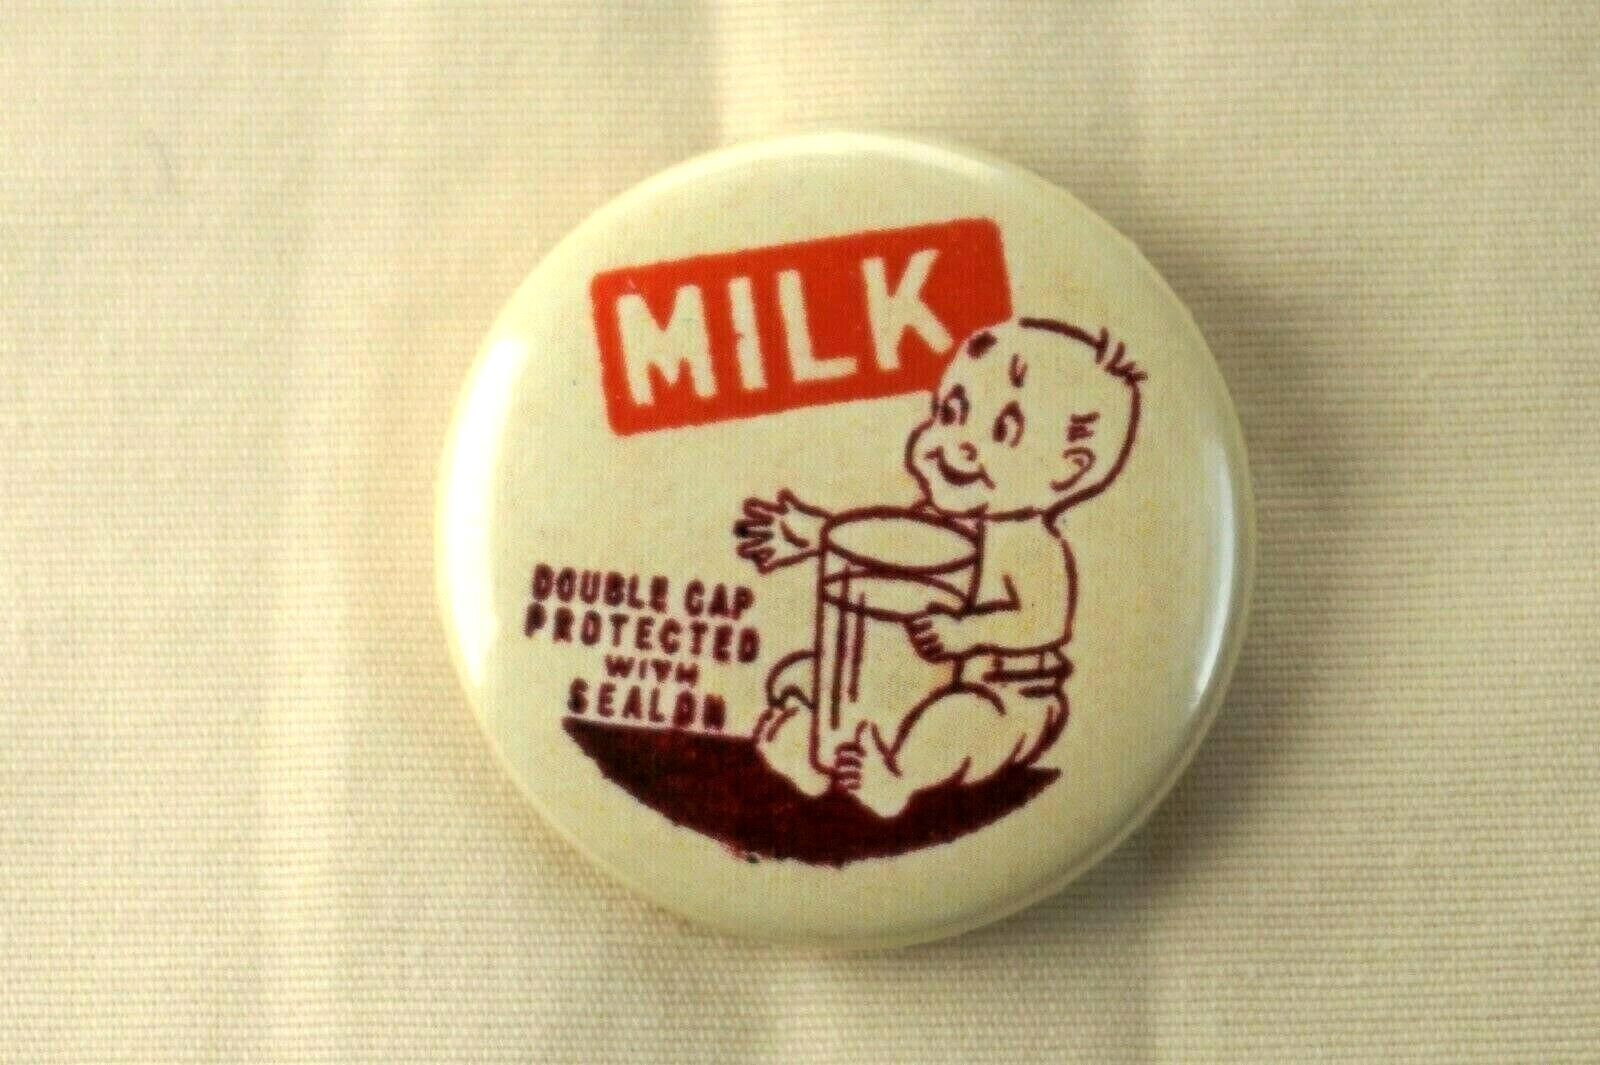 MILK
DOUBLE CAP
PROTECTED
WITH
SEALON